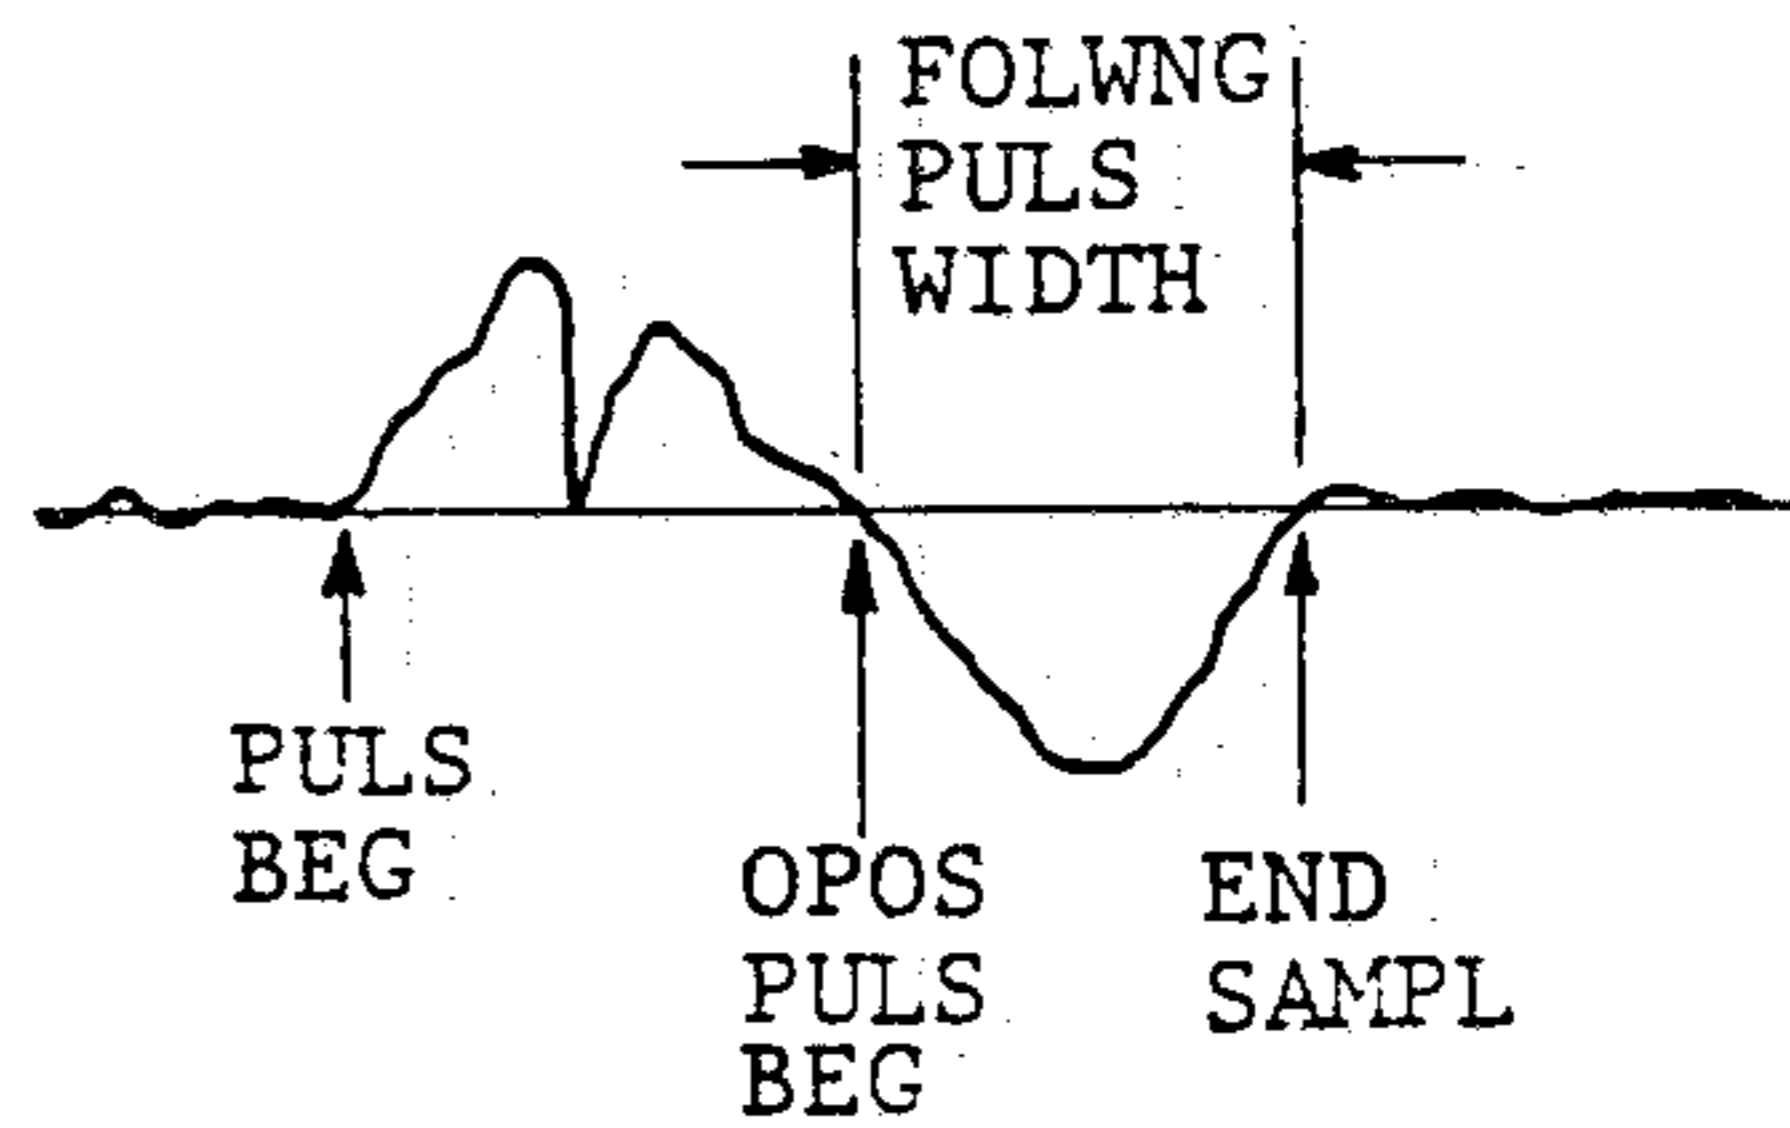 FOLWNG
PULS
WIDTH
PULS
BEG
OPOS
PULS
BEG
END
SAMPL